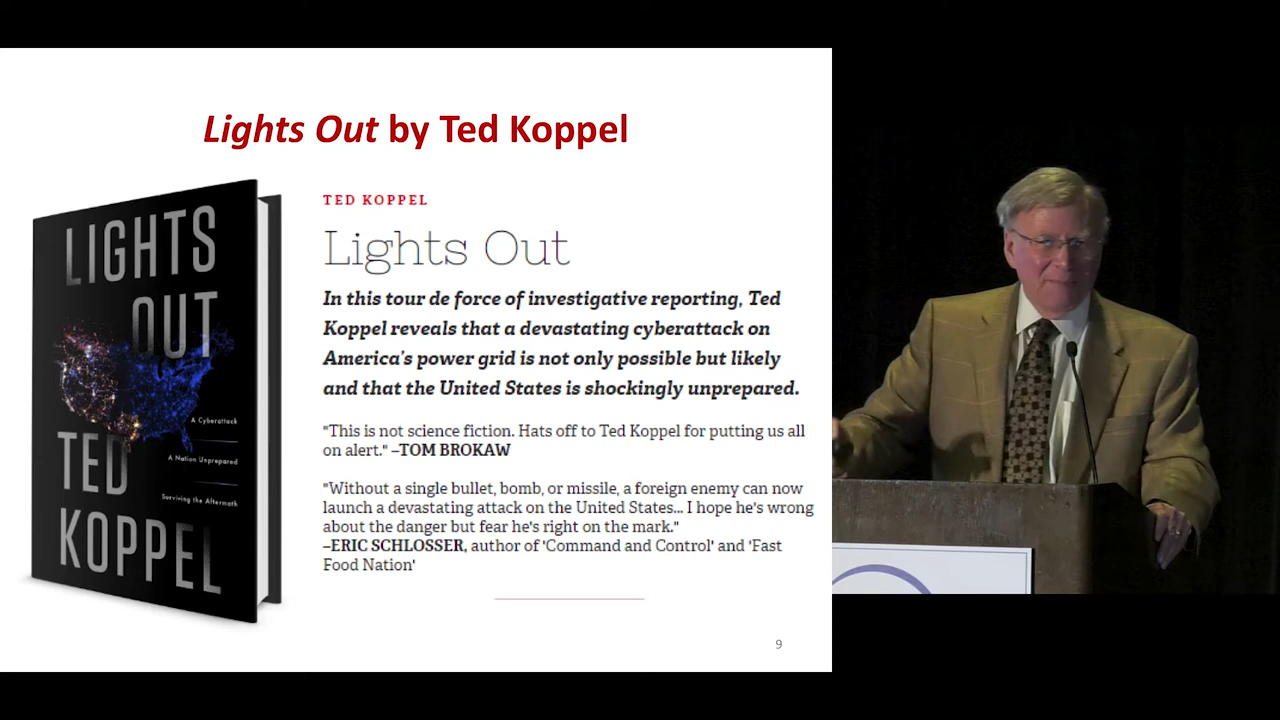 Lights Out by Ted Koppel
LIGHTS
OUT
A Cyberattack
A Nation Unprepared
Surviving the Aftermath
TED
KOPPEL
TED KOPPEL
Lights Out
In this tour de force of investigative reporting, Ted
Koppel reveals that a devastating cyberattack on
America's power grid is not only possible but likely
and that the United States is shockingly unprepared.
"This is not science fiction. Hats off to Ted Koppel for putting us all
on alert." –TOM BROKAW
"Without a single bullet, bomb, or missile, a foreign enemy can now
launch a devastating attack on the United States... I hope he's wrong
about the danger but fear he's right on the mark."
–ERIC SCHLOSSER, author of 'Command and Control' and 'Fast
Food Nation'
9